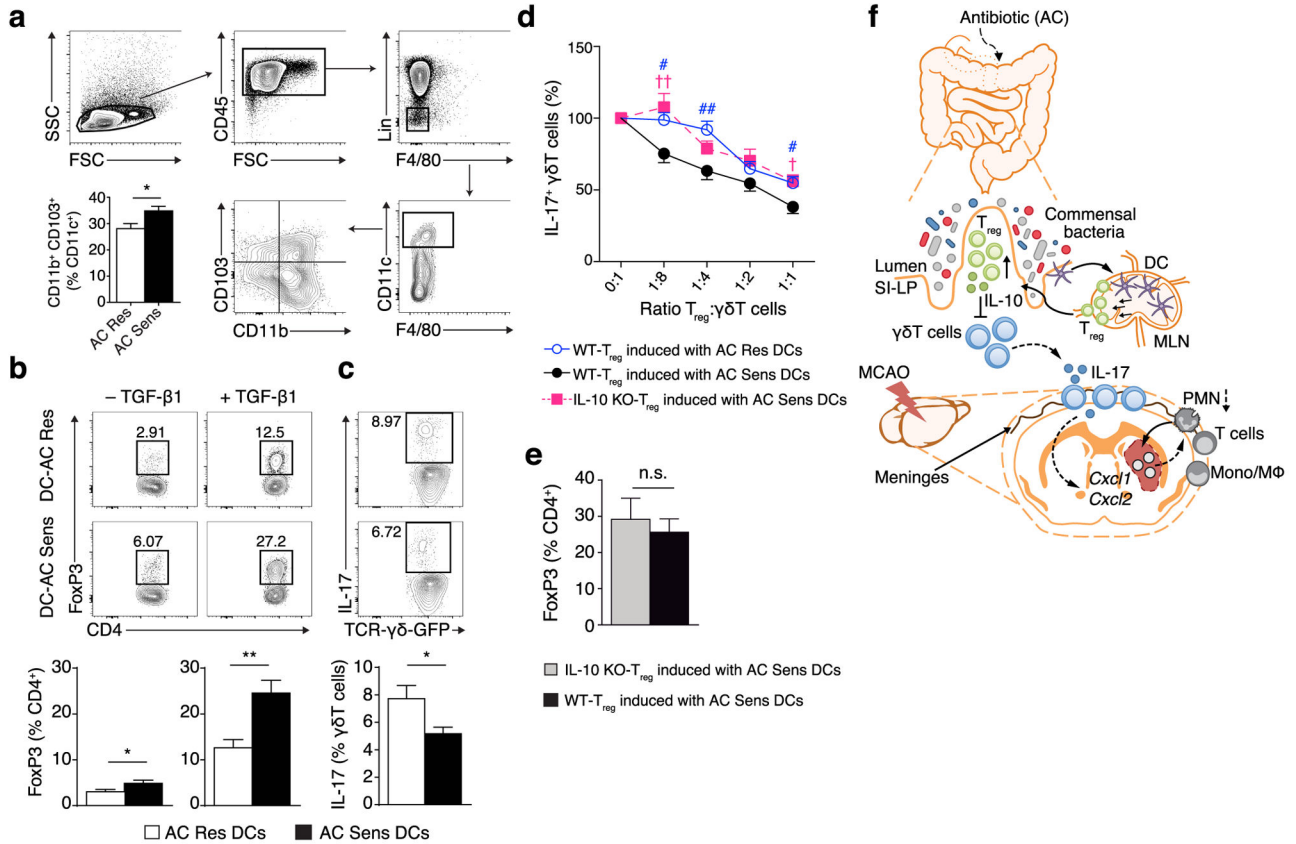 a
SSC
FSC
CD45
FSC
Lin
F4/80
CD11b⁺ CD103⁺
(% CD11c⁺)
40
30
20
10
0
*
AC Res
AC Sens
CD103
CD11b
CD11c
F4/80
b
– TGF-β1
+ TGF-β1
DC-AC Res
2.91
12.5
DC-AC Sens
6.07
27.2
FoxP3
CD4
FoxP3 (% CD4⁺)
30
20
10
0
*
30
20
10
0
**
c
8.97
6.72
IL-17
TCR-γδ-GFP
IL-17 (% γδT cells)
10
8
6
4
2
0
*
AC Res DCs
AC Sens DCs
d
IL-17⁺ γδT cells (%)
150
100
50
0
#
††
##
#
†
0:1
1:8
1:4
1:2
1:1
Ratio Treg:γδT cells
WT-Treg induced with AC Res DCs
WT-Treg induced with AC Sens DCs
IL-10 KO-Treg induced with AC Sens DCs
e
FoxP3 (% CD4⁺)
40
30
20
10
0
n.s.
IL-10 KO-Treg induced with AC Sens DCs
WT-Treg induced with AC Sens DCs
f
Antibiotic (AC)
Treg
Commensal
bacteria
Lumen
SI-LP
IL-10
DC
Treg
MLN
γδT cells
IL-17
MCAO
PMN
T cells
Mono/MΦ
Meninges
Cxcl1
Cxcl2